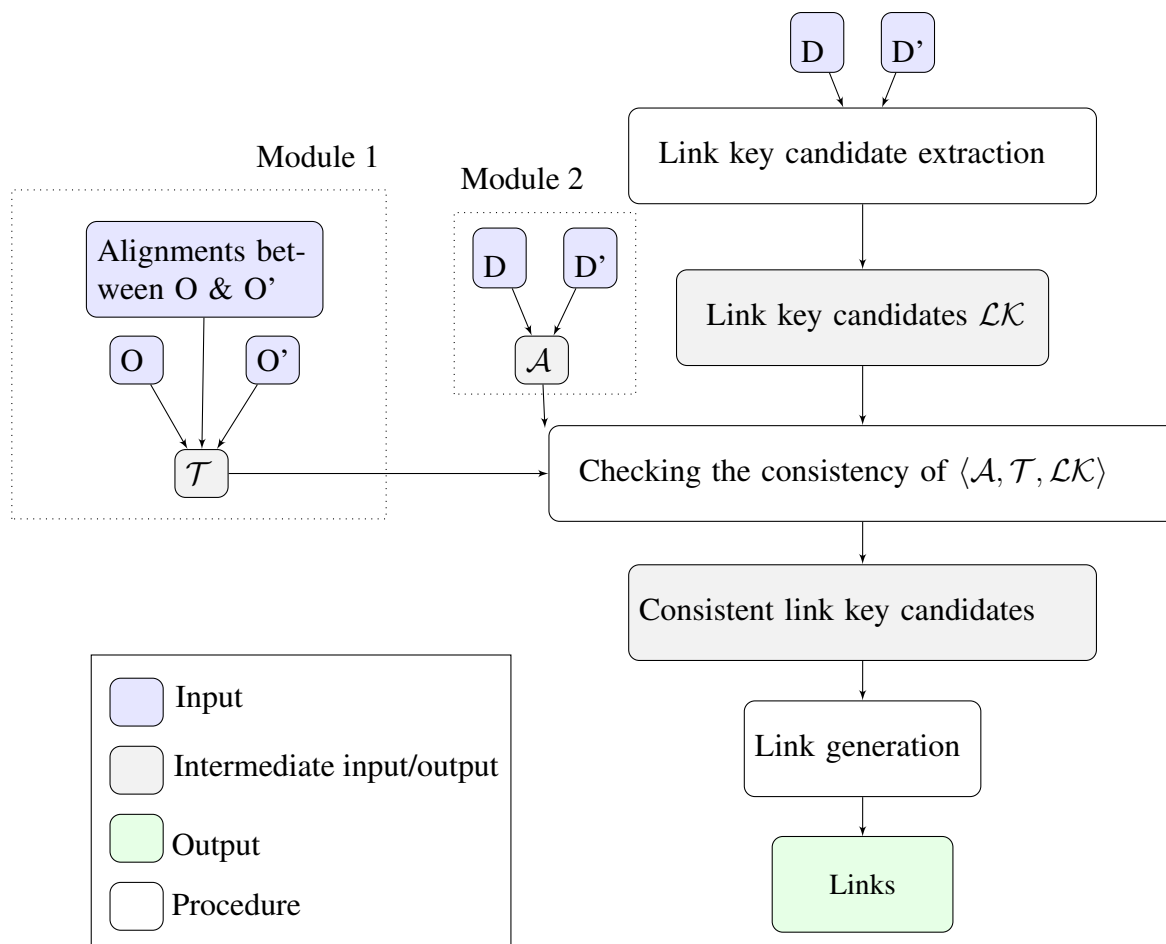 D D’
Link key candidate extraction
Module 1
Module 2
Alignments bet-
ween O & O’
D D’
Link key candidates ℒ𝒦
O O’
𝒜
𝒯
Checking the consistency of ⟨𝒜, 𝒯, ℒ𝒦⟩
Consistent link key candidates
Input
Intermediate input/output
Output
Procedure
Link generation
Links